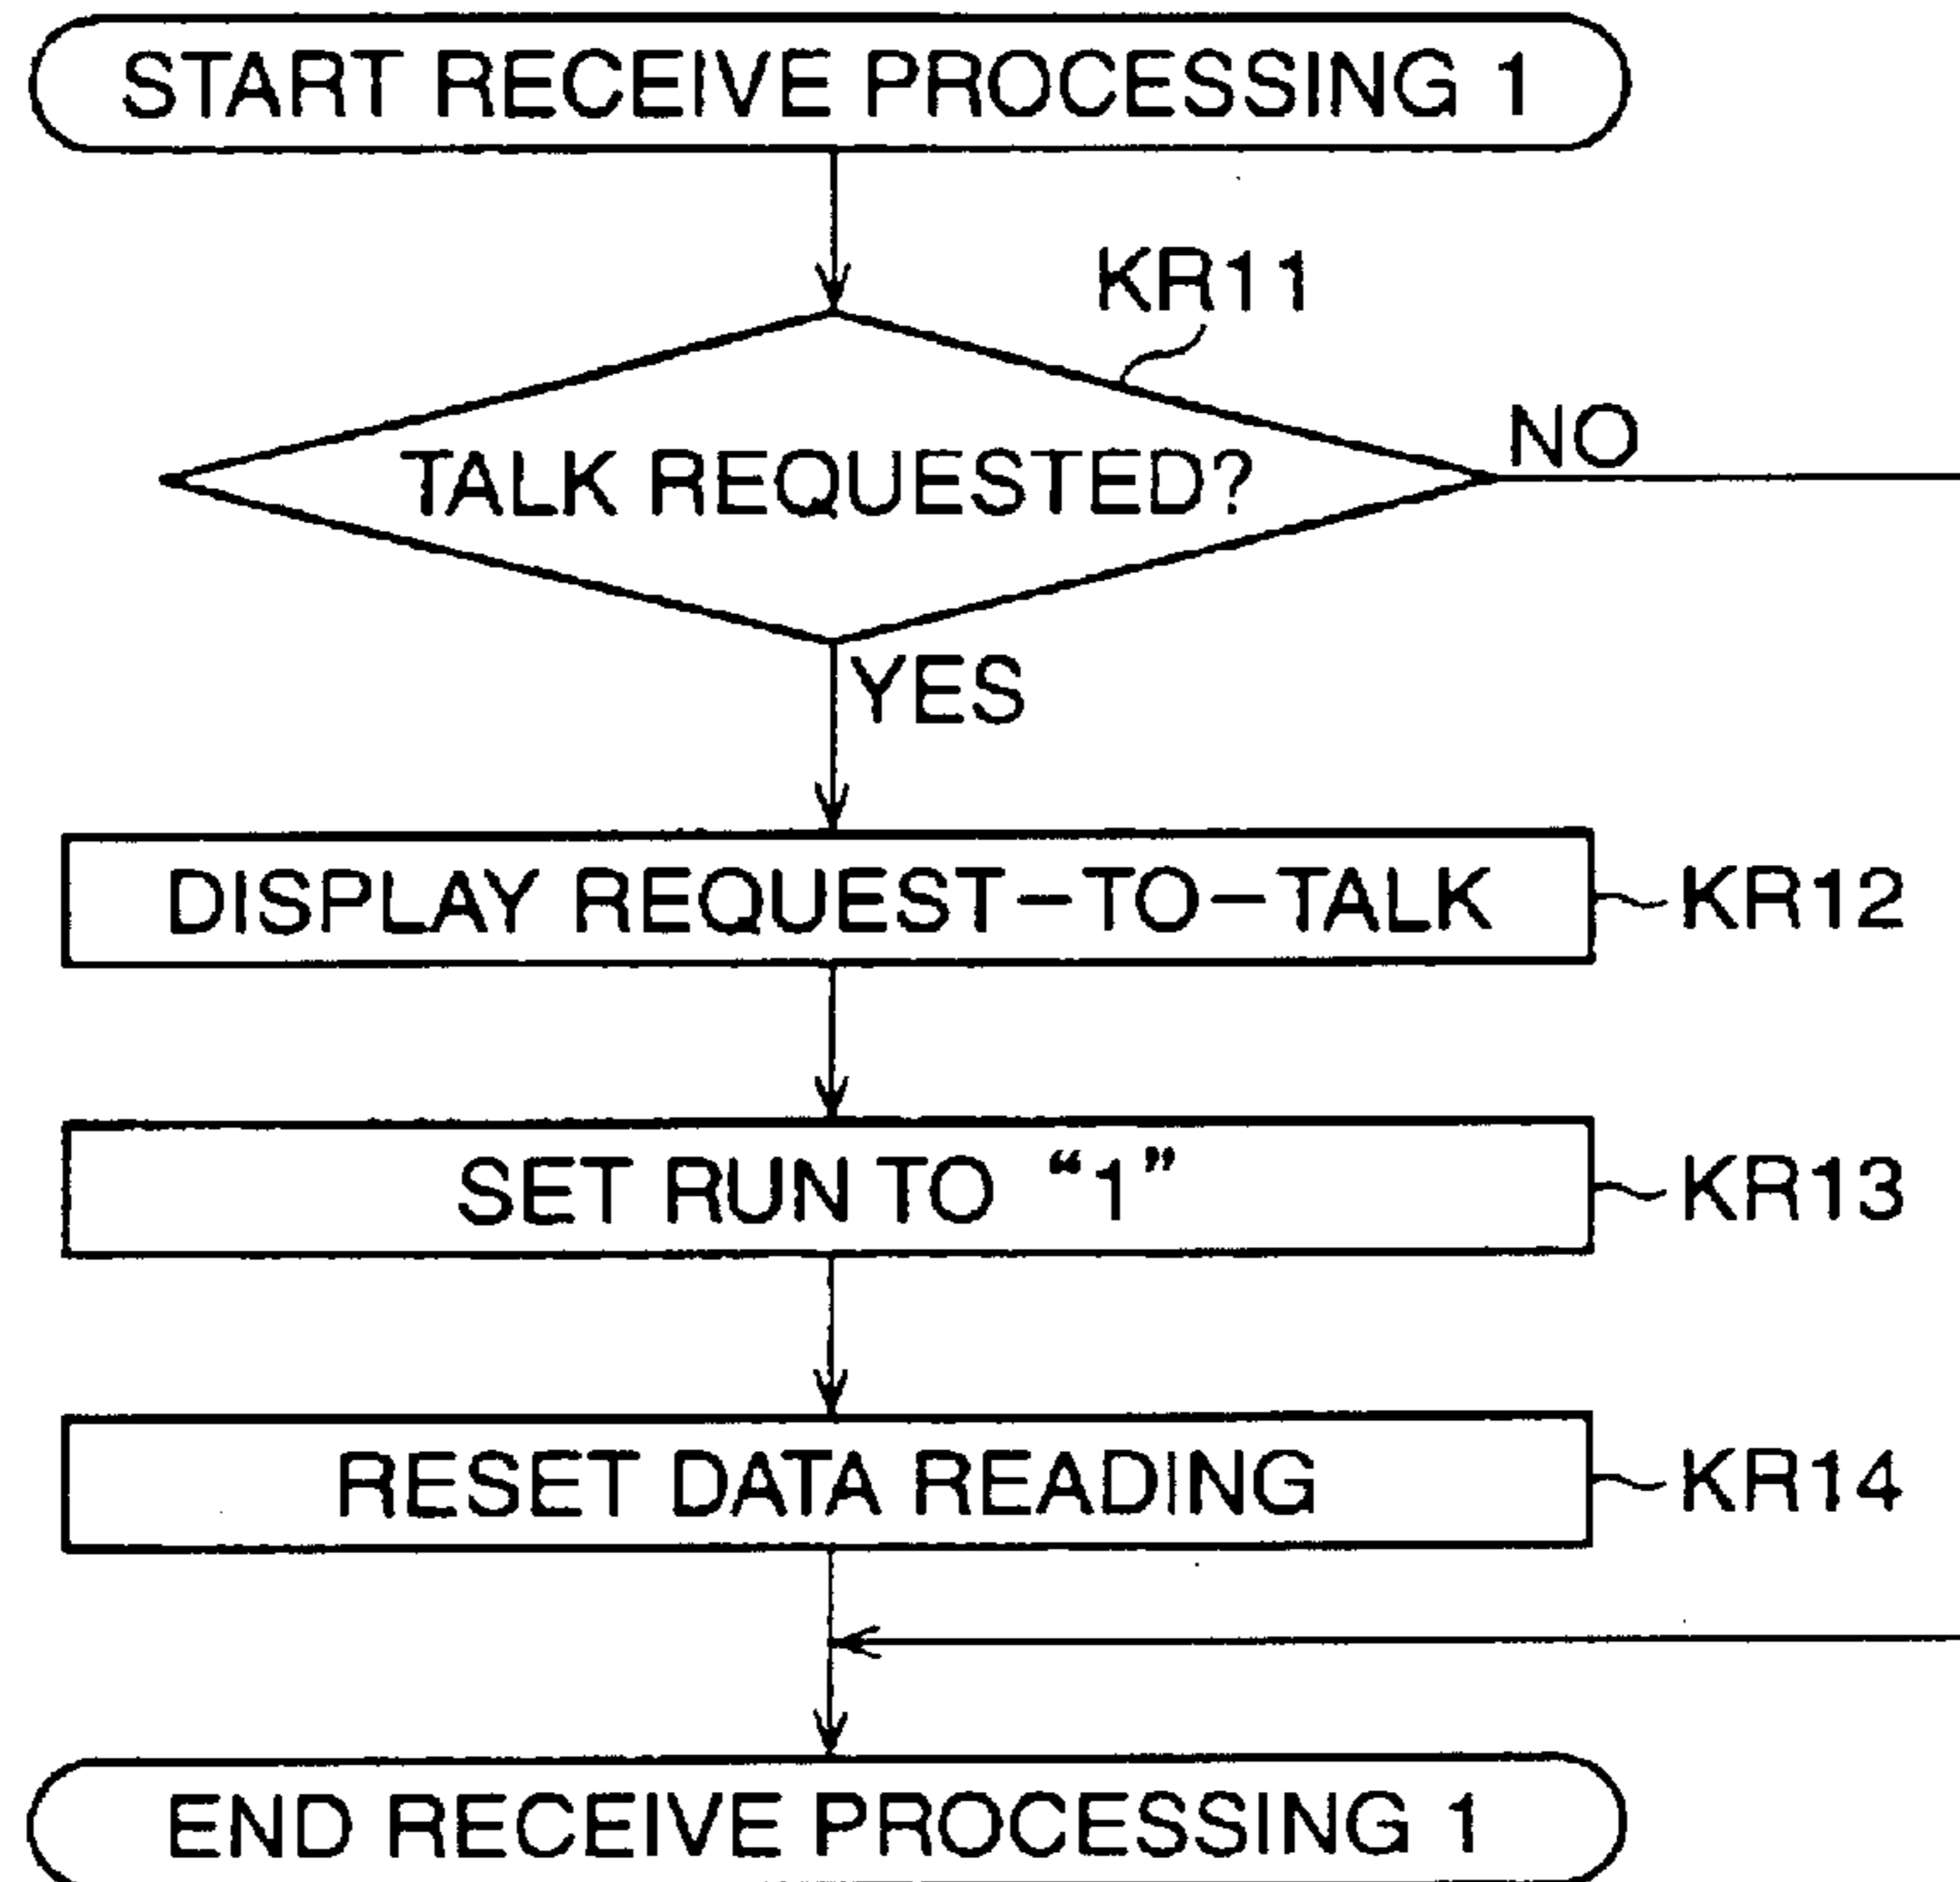 START RECEIVE PROCESSING 1
KR11
TALK REQUESTED?
NO
YES
DISPLAY REQUEST-TO-TALK
KR12
SET RUN TO “1”
KR13
RESET DATA READING
KR14
END RECEIVE PROCESSING 1